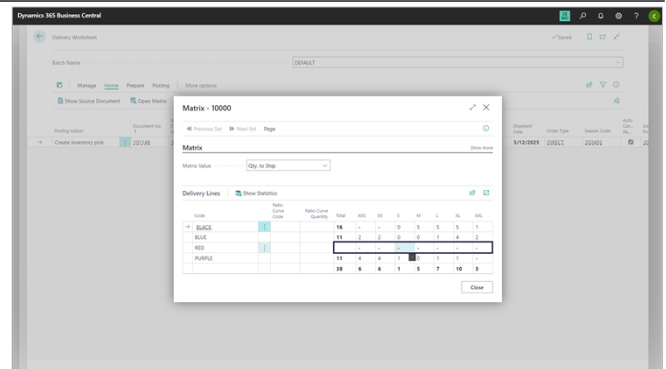 Dynamics 365 Business Central
Delivery Worksheet
Saved
Batch Name
DEFAULT
Manage Home Prepare Posting More options
Show Source Document Open Matrix
Matrix - 10000
Previous Set Next Set Page
Matrix Show more
Matrix Value Qty. to Ship
Delivery Lines Show Statistics
Code Ratio Curve Code Ratio Curve Quantity Total XXS XS S M L XL XXL
BLACK 16 - - 0 5 5 5 1
BLUE 11 2 2 0 0 1 4 2
RED - - - - - - -
PURPLE 11 4 4 1 0 1 1 -
38 6 6 1 5 7 10 3
Close
Posting Action Document No. Shipment Date Order Type Season Code
Create inventory pick 5/12/2025 DIRECT